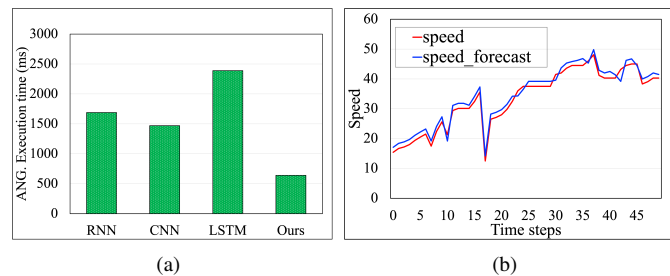 ANG. Execution time (ms)
3000
2500
2000
1500
1000
500
0
RNN CNN LSTM Ours
(a)
Speed
60
50
40
30
20
10
0
speed
speed_forecast
0 5 10 15 20 25 30 35 40 45
Time steps
(b)